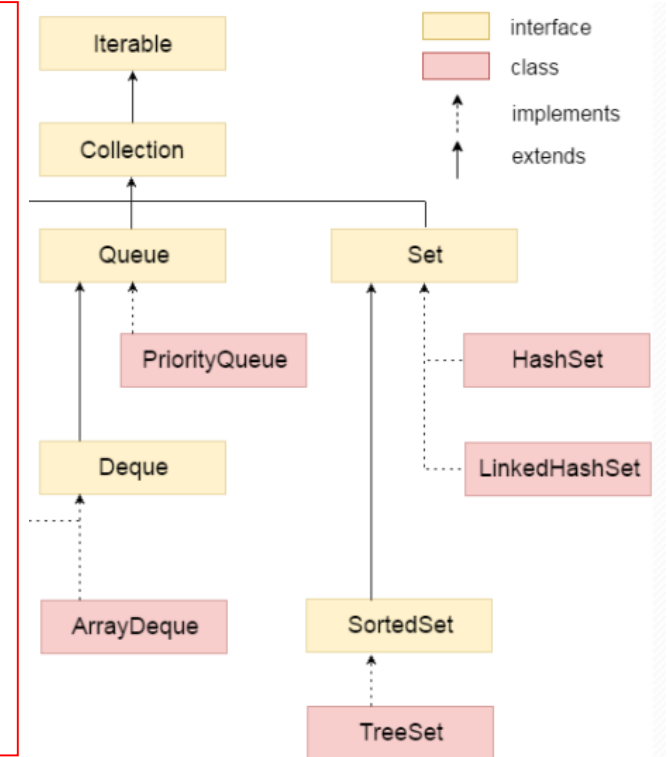 Iterable
interface
class
implements
Collection
extends
Queue
Set
PriorityQueue
HashSet
Deque
LinkedHashSet
ArrayDeque
SortedSet
TreeSet